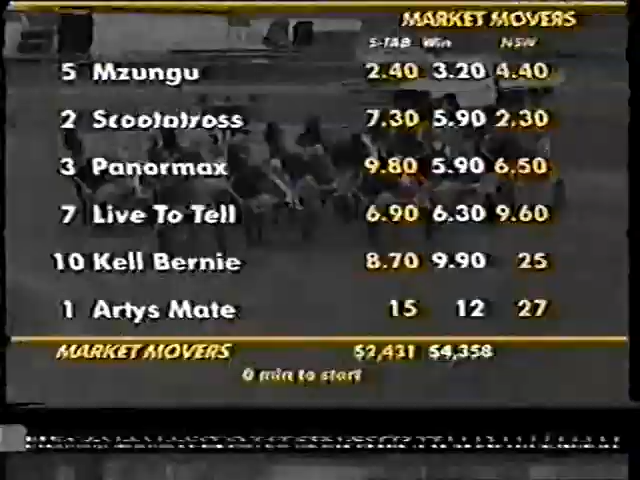 MARKET MOVERS
S-TAB Win NSW
5 Mzungu 2.40 3.20 4.40
2 Scootatross 7.30 5.90 2.30
3 Panormax 9.80 5.90 6.50
7 Live To Tell 6.90 6.30 9.60
10 Kell Bernie 8.70 9.90 25
1 Artys Mate 15 12 27
MARKET MOVERS $2,431 $4,358
0 min to start